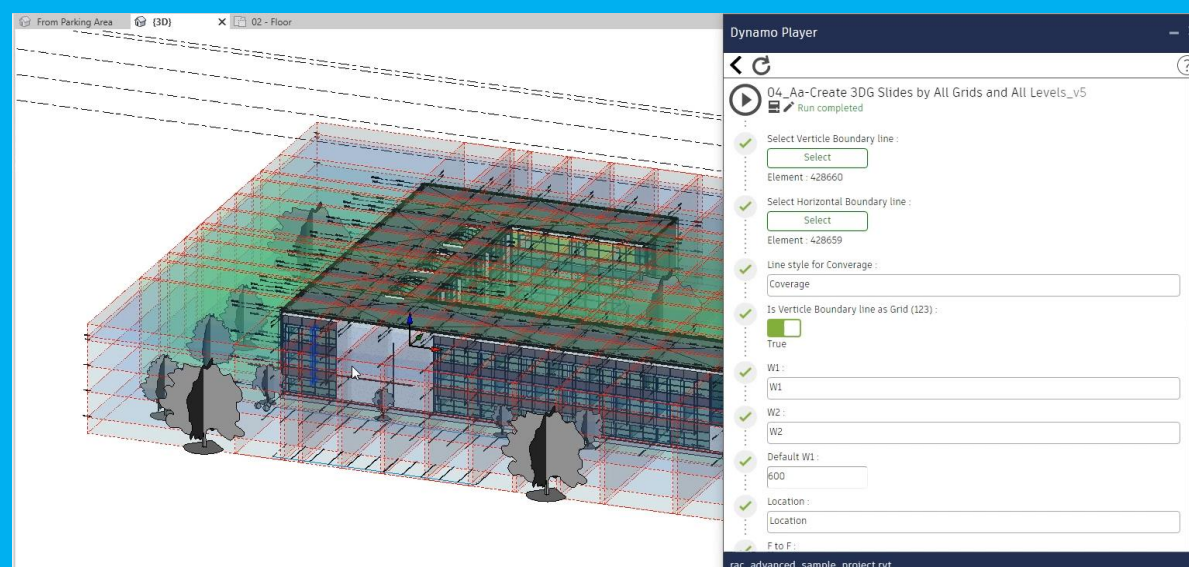 From Parking Area
{3D}
02 - Floor
Dynamo Player
04_Aa-Create 3DG Slides by All Grids and All Levels_v5
Run completed
Select Verticle Boundary line :
Select
Element : 428660
Select Horizontal Boundary line :
Select
Element : 428659
Line style for Converage :
Coverage
Is Verticle Boundary line as Grid (123) :
True
W1 :
W1
W2 :
W2
Default W1 :
600
Location :
Location
F to F :
rac_advanced_sample_project.rvt